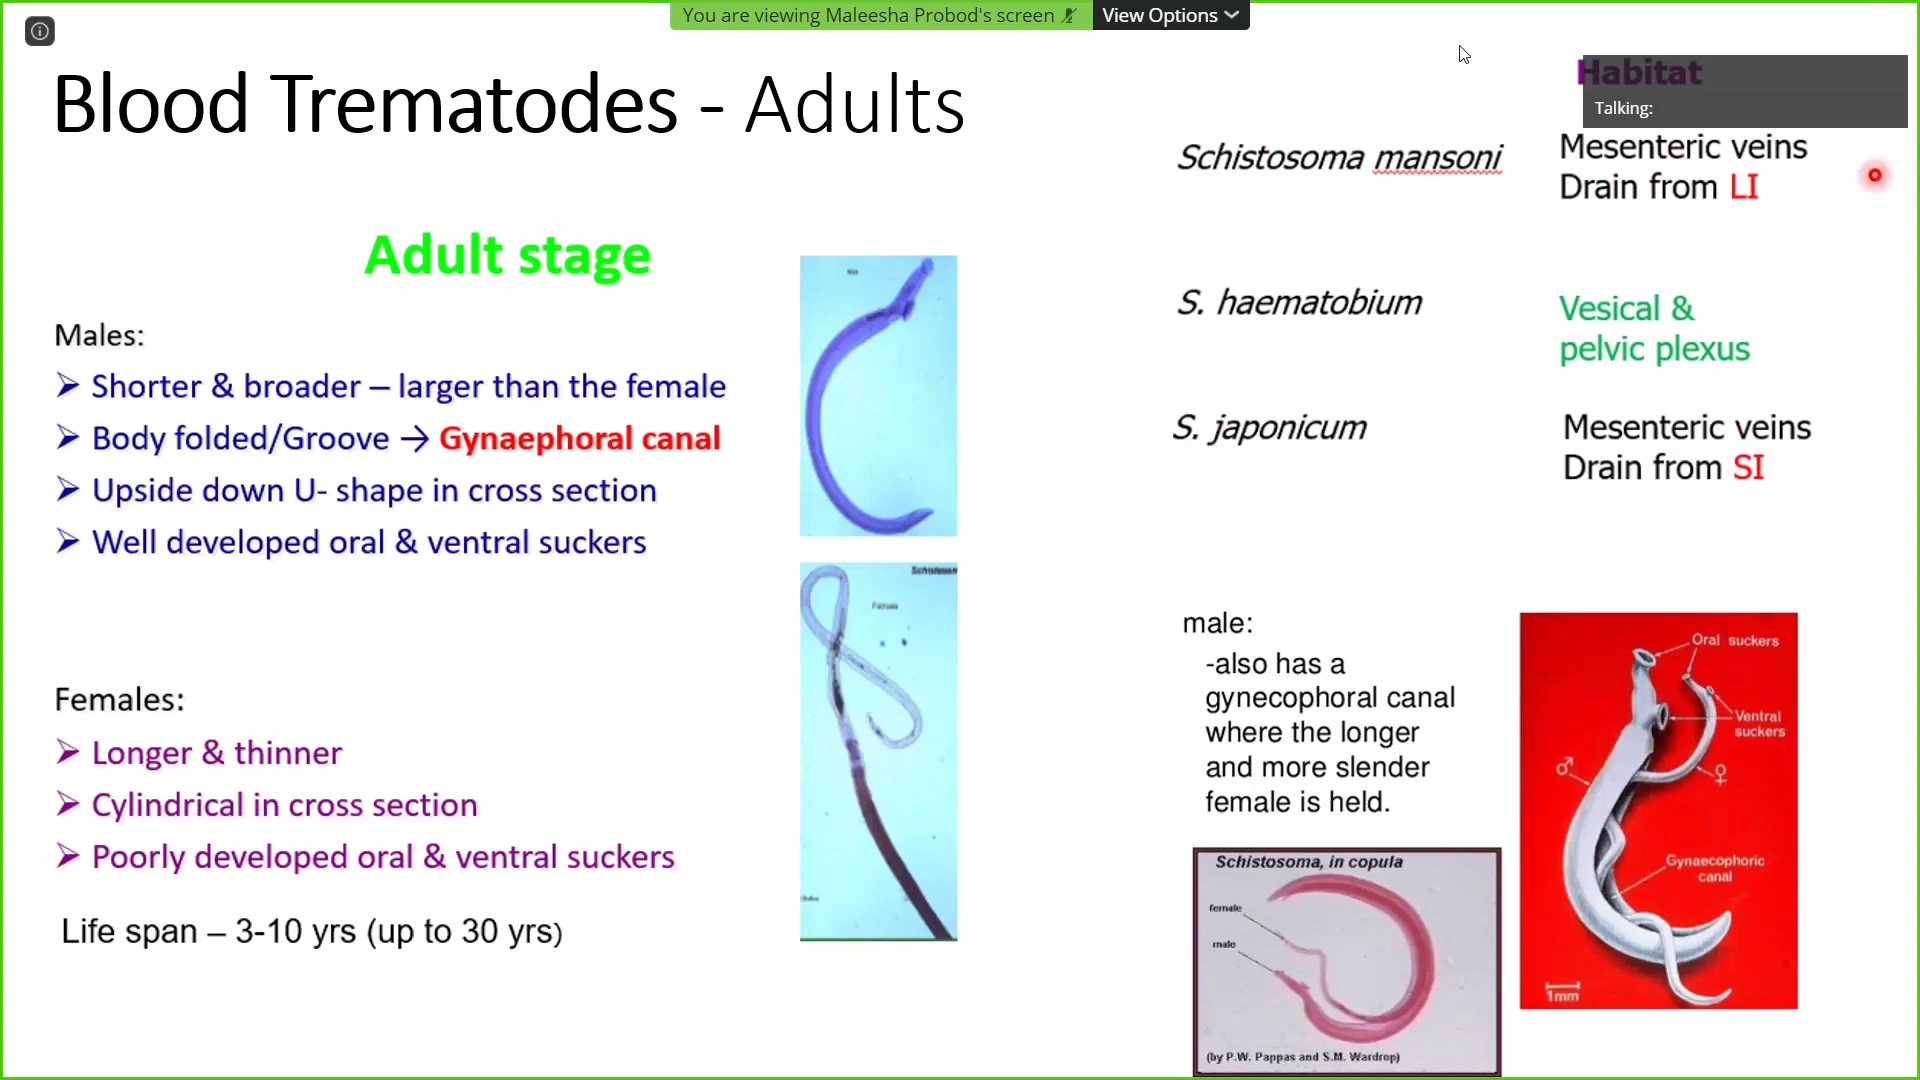 You are viewing Maleesha Probod's screen
View Options
Blood Trematodes - Adults
Habitat
Talking:
Schistosoma mansoni
Mesenteric veins
Drain from LI
S. haematobium
Vesical &
pelvic plexus
S. japonicum
Mesenteric veins
Drain from SI
Adult stage
Males:
➢ Shorter & broader – larger than the female
➢ Body folded/Groove → Gynaephoral canal
➢ Upside down U- shape in cross section
➢ Well developed oral & ventral suckers
Females:
➢ Longer & thinner
➢ Cylindrical in cross section
➢ Poorly developed oral & ventral suckers
Life span – 3-10 yrs (up to 30 yrs)
male:
-also has a
gynecophoral canal
where the longer
and more slender
female is held.
Schistosoma, in copula
female
male
(by P.W. Pappas and S.M. Wardrop)
Oral suckers
Ventral
suckers
♂
♀
Gynaecophoric
canal
1mm